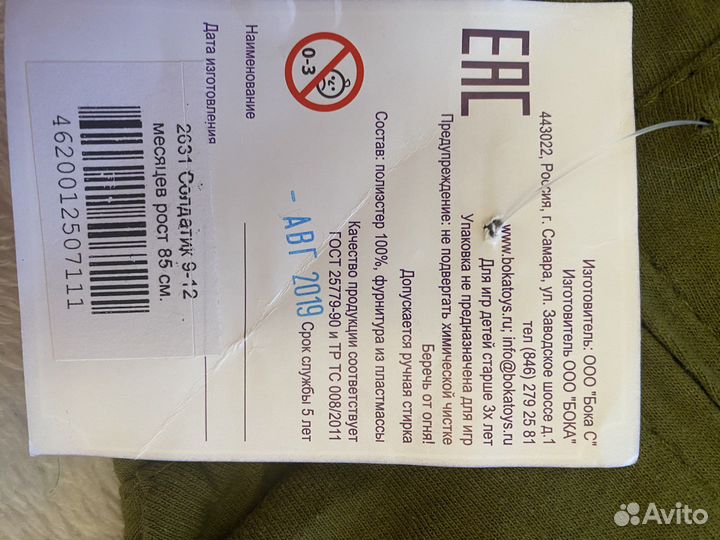 Изготовитель: ООО "Бока С"
Изготовитель ООО "БОКА"
443022, Россия, г. Самара, ул. Заводское шоссе д.1
тел (846) 279 25 81
www.bokatoys.ru; info@bokatoys.ru
Для игр детей старше 3х лет
Упаковка не предназначена для игр
Предупреждение: не подвергать химической чистке
Беречь от огня!
Допускается ручная стирка
Состав: полиэстер 100%, фурнитура из пластмассы
Качество продукции соответствует
ГОСТ 25779-90 и ТР ТС 008/2011
Срок службы 5 лет
- АВГ 2019
EAC
0-3
Наименование
Дата изготовления
2631 Солдатик 9-12
месяцев рост 85 см.
4620012507111
Avito